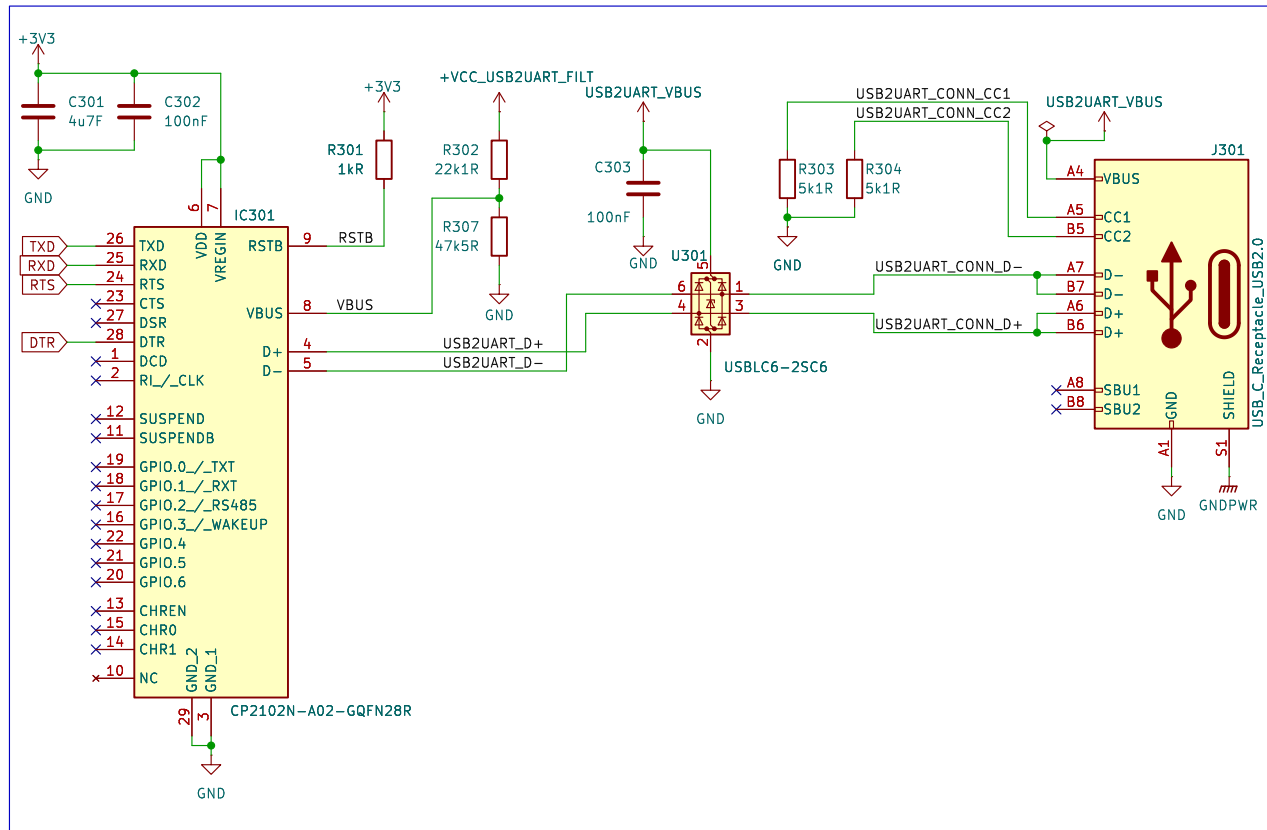 +3V3
C301
4u7F
C302
100nF
GND
+3V3
R301
1kR
+VCC_USB2UART_FILT
R302
22k1R
R307
47k5R
GND
USB2UART_VBUS
C303
100nF
GND
USB2UART_CONN_CC1
USB2UART_CONN_CC2
R303
5k1R
R304
5k1R
GND
USB2UART_VBUS
J301
USB_C_Receptacle_USB2.0
A4 VBUS
A5 CC1
B5 CC2
A7 D-
B7 D-
A6 D+
B6 D+
A8 SBU1
B8 SBU2
GND
A1
SHIELD
S1
GND
GNDPWR
USB2UART_CONN_D-
USB2UART_CONN_D+
U301
5
6
4
1
3
2
USBLC6-2SC6
GND
USB2UART_D+
USB2UART_D-
IC301
6
7
VDD
VREGIN
TXD 26 TXD
RXD 25 RXD
RTS 24 RTS
23 CTS
27 DSR
DTR 28 DTR
1 DCD
2 RI_/_CLK
12 SUSPEND
11 SUSPENDB
19 GPIO.0_/_TXT
18 GPIO.1_/_RXT
17 GPIO.2_/_RS485
16 GPIO.3_/_WAKEUP
22 GPIO.4
21 GPIO.5
20 GPIO.6
13 CHREN
15 CHR0
14 CHR1
10 NC
RSTB 9 RSTB
VBUS 8 VBUS
D+ 4
D- 5
GND_2
GND_1
29
3
CP2102N-A02-GQFN28R
GND